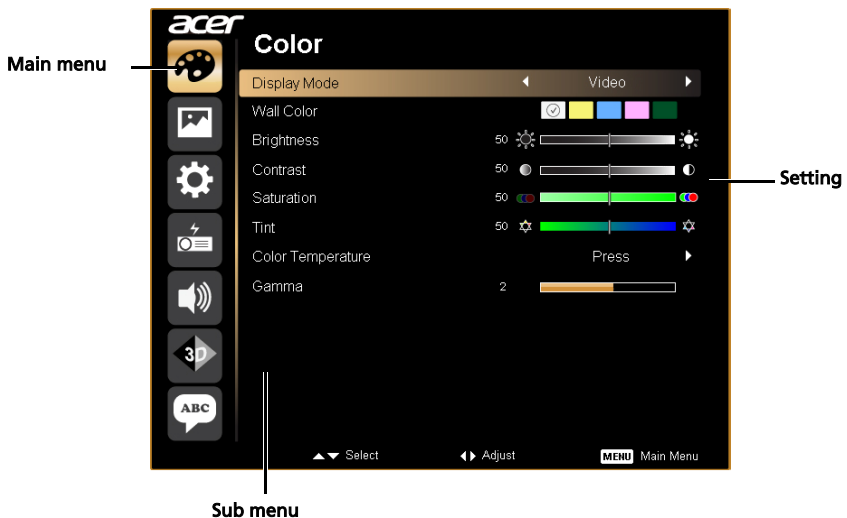 acer
Color
Main menu
Display Mode Video
Wall Color
Brightness 50
Contrast 50
Setting
Saturation 50
Tint 50
Color Temperature Press
Gamma 2
3D
ABC
Select Adjust MENU Main Menu
Sub menu